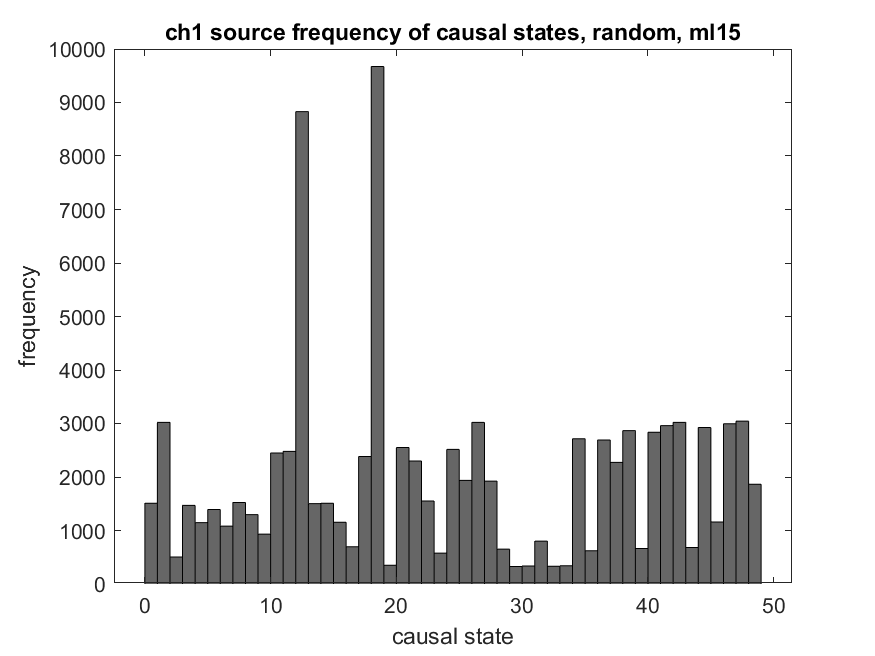 ch1 source frequency of causal states, random, ml15
10000
9000
8000
7000
6000
5000
4000
3000
2000
1000
0
frequency
0 10 20 30 40 50
causal state